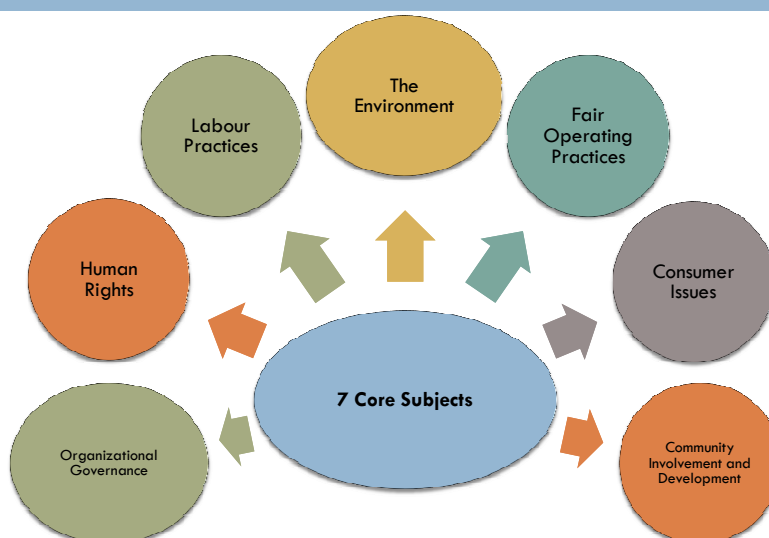 The
Environment
Labour
Practices
Fair
Operating
Practices
Human
Rights
Consumer
Issues
7 Core Subjects
Organizational
Governance
Community
Involvement and
Development